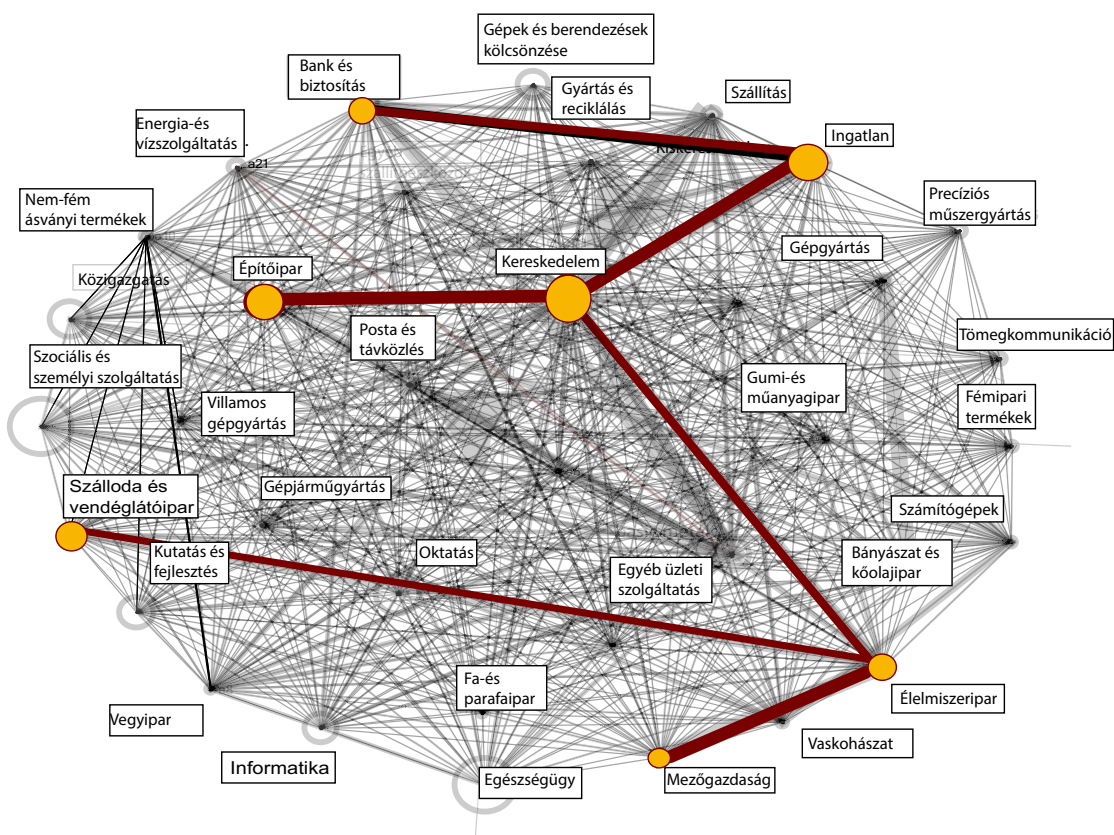 Gépek és berendezések
kölcsönzése
Bank és
biztosítás
Gyártás és
reciklálás
Szállítás
Energia-és
vízszolgáltatás
a21
Ingatlan
Nem-fém
ásványi termékek
Precíziós
műszergyártás
Közigazgatás
Építőipar
Kereskedelem
Gépgyártás
Posta és
távközlés
Tömegkommunikáció
Szociális és
személyi szolgáltatás
Gumi-és
műanyagipar
Villamos
gépgyártás
Fémipari
termékek
Szálloda és
vendéglátóipar
Gépjárműgyártás
Számítógépek
Kutatás és
fejlesztés
Oktatás
Egyéb üzleti
szolgáltatás
Bányászat és
kőolajipar
Fa-és
parafaipar
Élelmiszeripar
Vegyipar
Vaskohászat
Informatika
Egészségügy
Mezőgazdaság